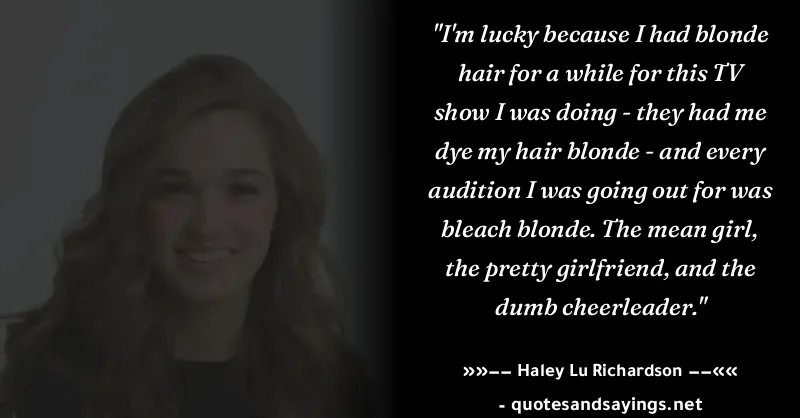 "I'm lucky because I had blonde
hair for a while for this TV
show I was doing - they had me
dye my hair blonde - and every
audition I was going out for was
bleach blonde. The mean girl,
the pretty girlfriend, and the
dumb cheerleader."
»»—— Haley Lu Richardson ——««
- quotesandsayings.net